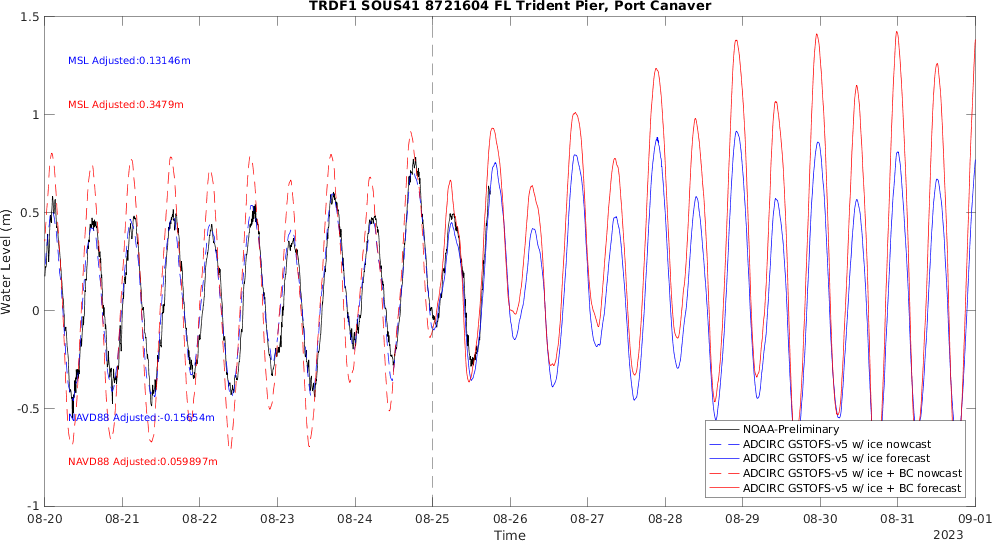 TRDF1 SOUS41 8721604 FL Trident Pier, Port Canaver
1.5
1
0.5
0
-0.5
-1
Water Level (m)
MSL Adjusted:0.13146m
MSL Adjusted:0.3479m
NAVD88 Adjusted:-0.15654m
NAVD88 Adjusted:0.059897m
NOAA-Preliminary
ADCIRC GSTOFS-v5 w/ ice nowcast
ADCIRC GSTOFS-v5 w/ ice forecast
ADCIRC GSTOFS-v5 w/ ice + BC nowcast
ADCIRC GSTOFS-v5 w/ ice + BC forecast
08-20 08-21 08-22 08-23 08-24 08-25 08-26 08-27 08-28 08-29 08-30 08-31 09-01
Time
2023